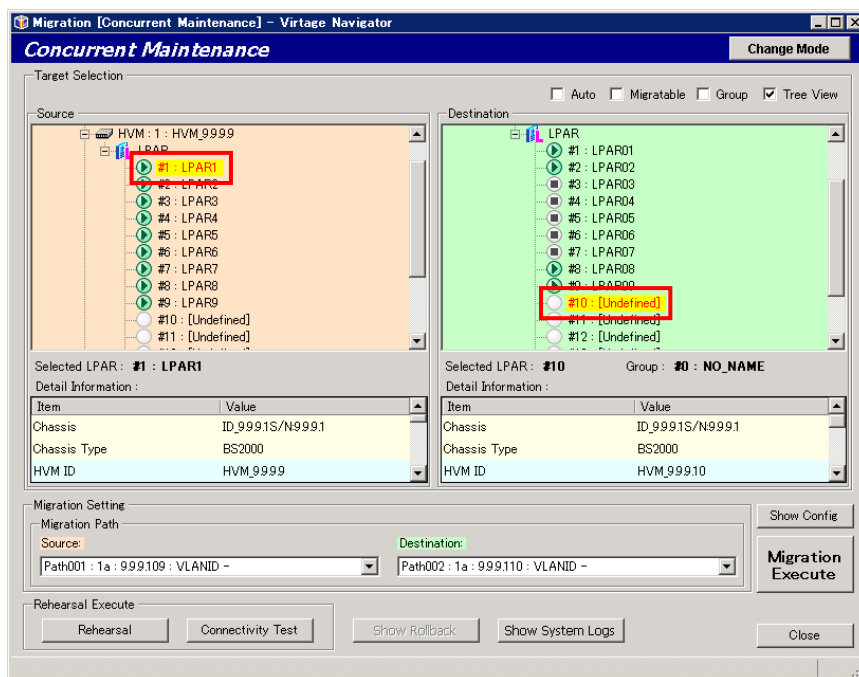 Migration [Concurrent Maintenance] - Virtage Navigator
Concurrent Maintenance
Change Mode
Target Selection
Auto Migratable Group Tree View
Source
HVM : 1 : HVM_9.9.9.9
LPAR
#1 : LPAR1
#2 : LPAR2
#3 : LPAR3
#4 : LPAR4
#5 : LPAR5
#6 : LPAR6
#7 : LPAR7
#8 : LPAR8
#9 : LPAR9
#10 : [Undefined]
#11 : [Undefined]
Selected LPAR : #1 : LPAR1
Detail Information :
Item Value
Chassis ID_9.9.9.1S/N:9.9.9.1
Chassis Type BS2000
HVM ID HVM_9.9.9.9
Destination
LPAR
#1 : LPAR01
#2 : LPAR02
#3 : LPAR03
#4 : LPAR04
#5 : LPAR05
#6 : LPAR06
#7 : LPAR07
#8 : LPAR08
#9 : LPAR09
#10 : [Undefined]
#11 : [Undefined]
#12 : [Undefined]
Selected LPAR : #10 Group : #0 : NO_NAME
Detail Information :
Item Value
Chassis ID_9.9.9.1S/N:9.9.9.1
Chassis Type BS2000
HVM ID HVM_9.9.9.10
Migration Setting
Migration Path
Source:
Path001 : 1a : 9.9.9.109 : VLANID -
Destination:
Path002 : 1a : 9.9.9.110 : VLANID -
Show Config
Migration
Execute
Rehearsal Execute
Rehearsal
Connectivity Test
Show Rollback
Show System Logs
Close